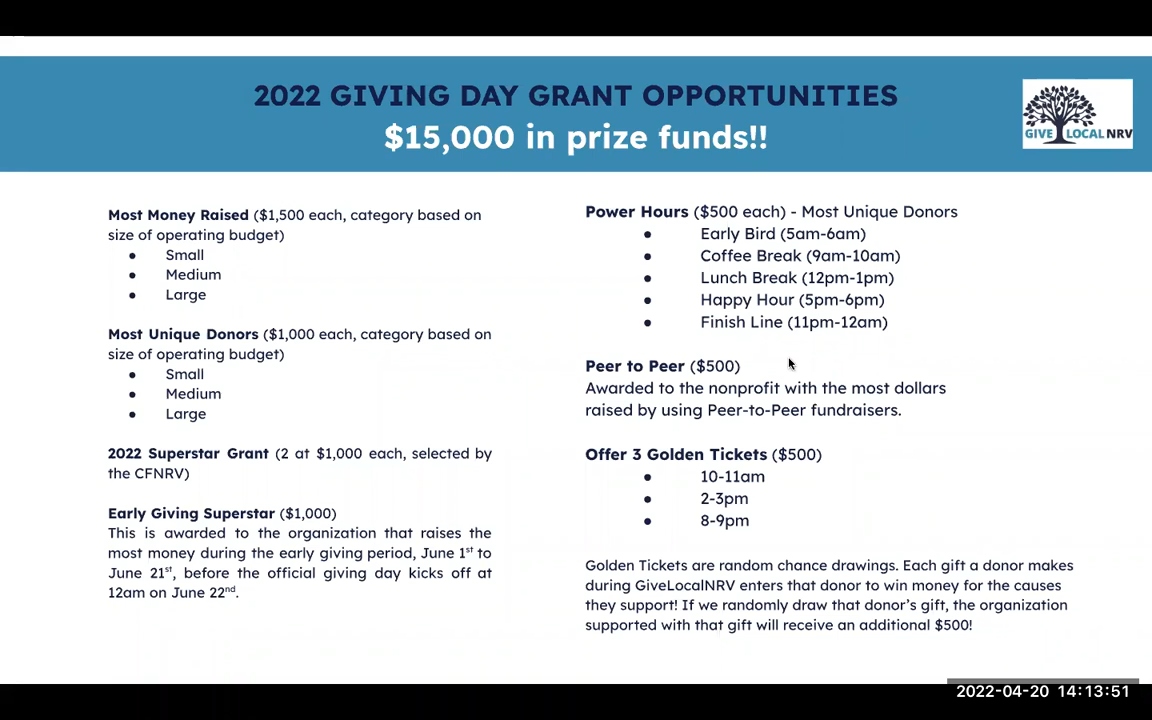 2022 GIVING DAY GRANT OPPORTUNITIES
$15,000 in prize funds!!
GIVE LOCAL NRV
Most Money Raised ($1,500 each, category based on
size of operating budget)
● Small
● Medium
● Large
Most Unique Donors ($1,000 each, category based on
size of operating budget)
● Small
● Medium
● Large
2022 Superstar Grant (2 at $1,000 each, selected by
the CFNRV)
Early Giving Superstar ($1,000)
This is awarded to the organization that raises the
most money during the early giving period, June 1st to
June 21st, before the official giving day kicks off at
12am on June 22nd.
Power Hours ($500 each) - Most Unique Donors
● Early Bird (5am-6am)
● Coffee Break (9am-10am)
● Lunch Break (12pm-1pm)
● Happy Hour (5pm-6pm)
● Finish Line (11pm-12am)
Peer to Peer ($500)
Awarded to the nonprofit with the most dollars
raised by using Peer-to-Peer fundraisers.
Offer 3 Golden Tickets ($500)
● 10-11am
● 2-3pm
● 8-9pm
Golden Tickets are random chance drawings. Each gift a donor makes
during GiveLocalNRV enters that donor to win money for the causes
they support! If we randomly draw that donor's gift, the organization
supported with that gift will receive an additional $500!
2022-04-20 14:13:51